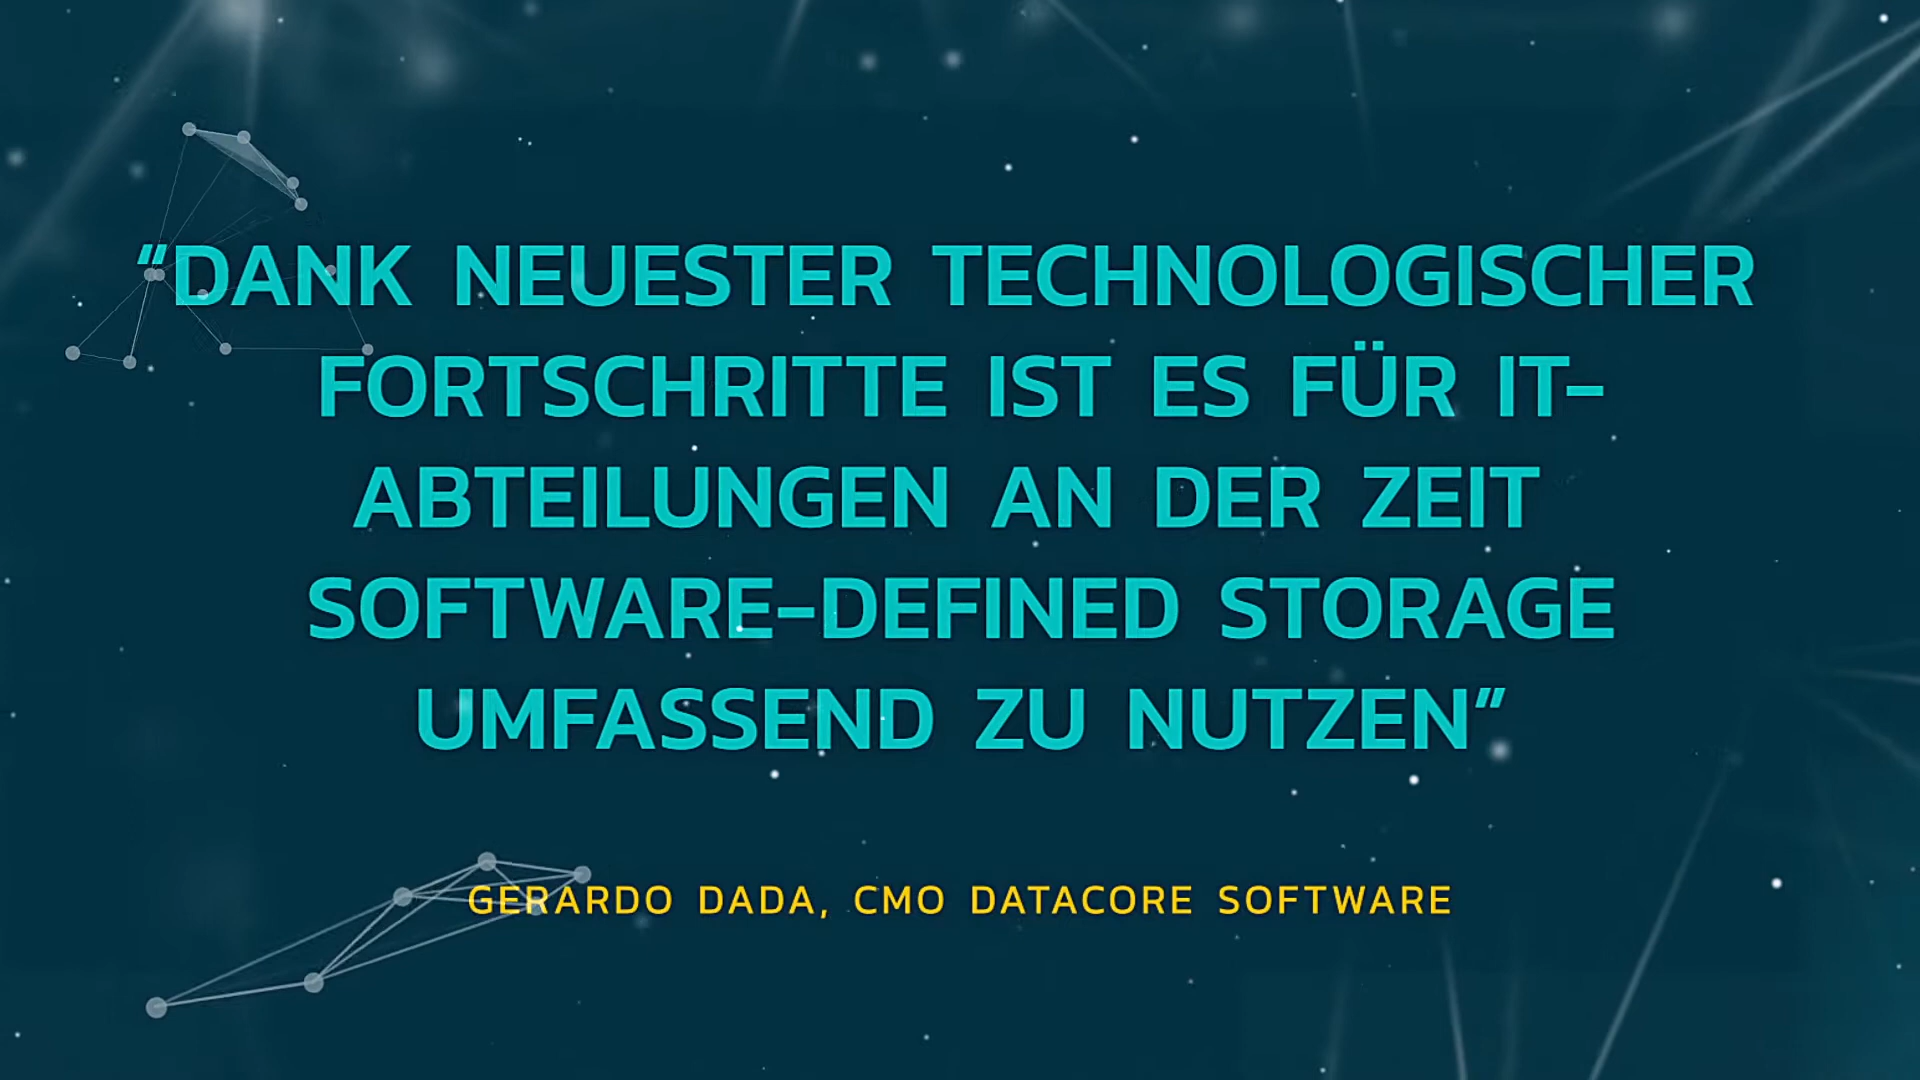 "DANK NEUESTER TECHNOLOGISCHER
FORTSCHRITTE IST ES FÜR IT-
ABTEILUNGEN AN DER ZEIT
SOFTWARE-DEFINED STORAGE
UMFASSEND ZU NUTZEN"
GERARDO DADA, CMO DATACORE SOFTWARE